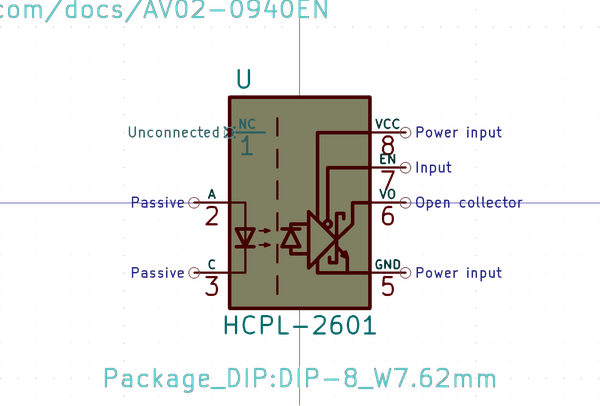 com/docs/AV02-0940EN
U
VCC
NC
Unconnected
Power input
1
8
EN
Input
7
A
VO
Passive
Open collector
2
6
C
GND
Passive
Power input
3
5
HCPL-2601
Package_DIP:DIP-8_W7.62mm